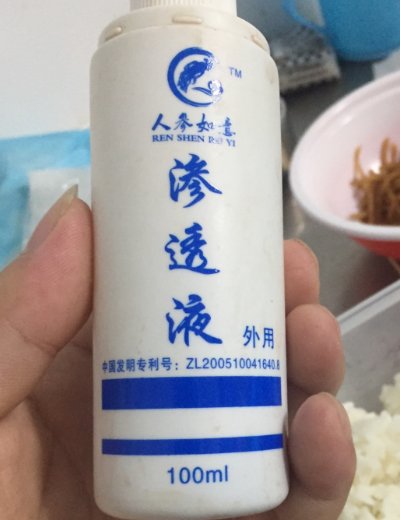 TM
人参如意
REN SHEN RU YI
渗透液
外用
中国发明专利号：ZL200510041640.8
100ml